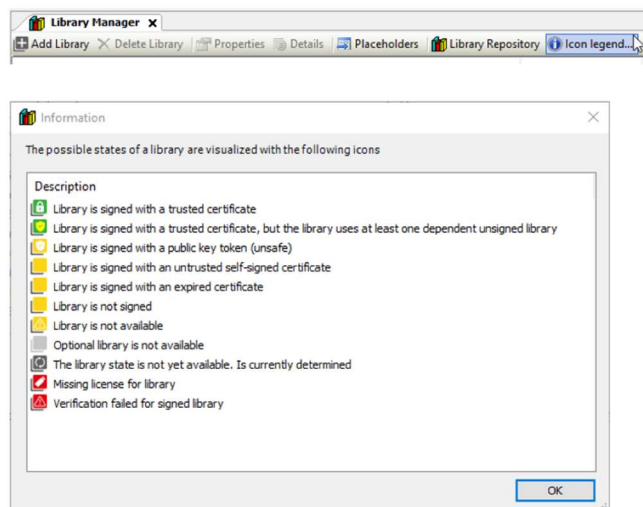 Library Manager x
Add Library Delete Library Properties Details Placeholders Library Repository Icon legend...
Information
The possible states of a library are visualized with the following icons
Description
Library is signed with a trusted certificate
Library is signed with a trusted certificate, but the library uses at least one dependent unsigned library
Library is signed with a public key token (unsafe)
Library is signed with an untrusted self-signed certificate
Library is signed with an expired certificate
Library is not signed
Library is not available
Optional library is not available
The library state is not yet available. Is currently determined
Missing license for library
Verification failed for signed library
OK